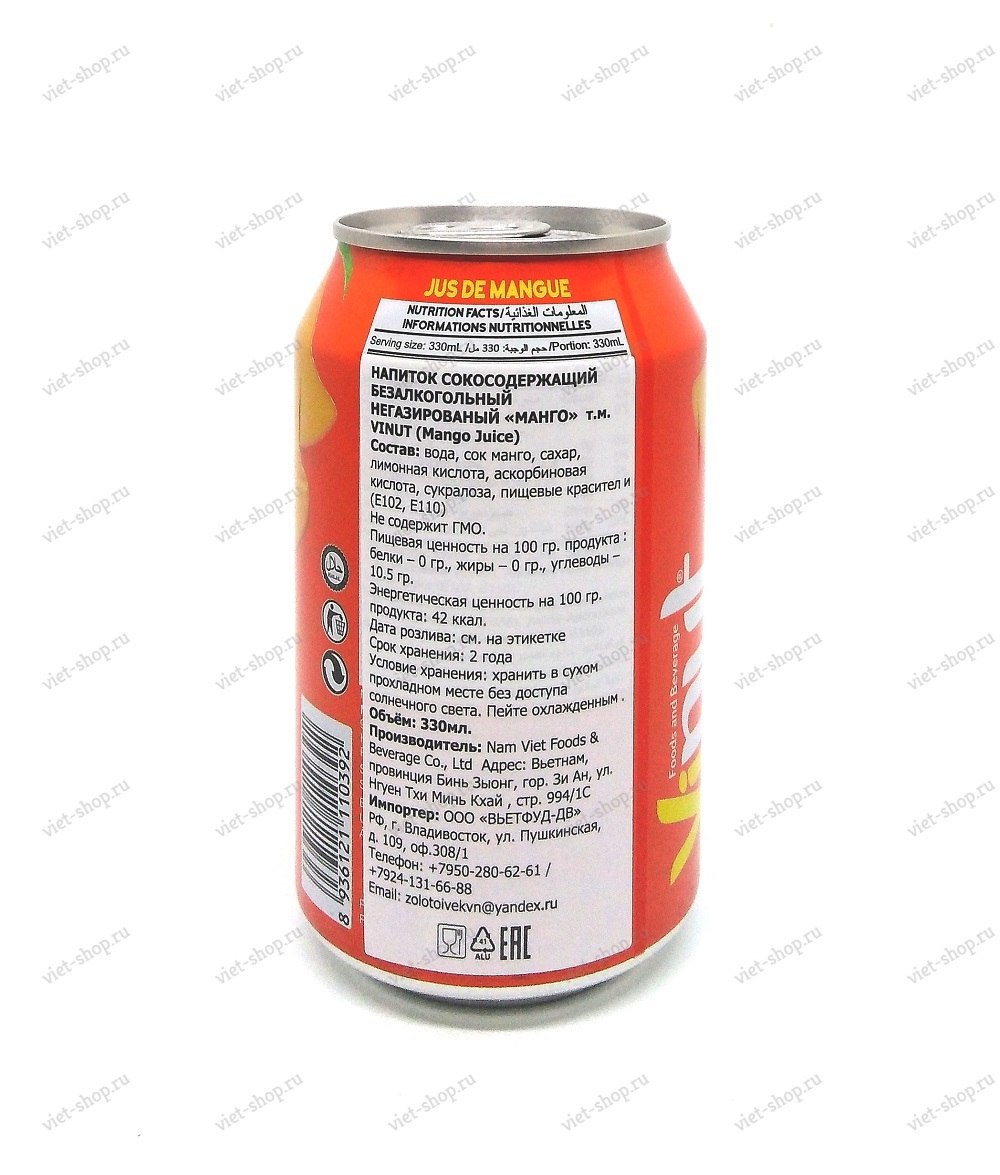 JUS DE MANGUE
NUTRITION FACTS/المعلومات الغذائية/
INFORMATIONS NUTRITIONNELLES
Serving size: 330mL /حجم الوجبة: 330 مل/Portion: 330mL
НАПИТОК СОКОСОДЕРЖАЩИЙ
БЕЗАЛКОГОЛЬНЫЙ
НЕГАЗИРОВАНЫЙ «МАНГО» т.м.
VINUT (Mango Juice)
Состав: вода, сок манго, сахар,
лимонная кислота, аскорбиновая
кислота, сукралоза, пищевые красители
(E102, E110)
Не содержит ГМО.
Пищевая ценность на 100 гр. продукта :
белки – 0 гр., жиры – 0 гр., углеводы –
10.5 гр.
Энергетическая ценность на 100 гр.
продукта: 42 ккал.
Дата розлива: см. на этикетке
Срок хранения: 2 года
Условие хранения: хранить в сухом
прохладном месте без доступа
солнечного света. Пейте охлажденным .
Объём: 330мл.
Производитель: Nam Viet Foods &
Beverage Co., Ltd Адрес: Вьетнам,
провинция Бинь Зыонг, гор. Зи Ан, ул.
Нгуен Тхи Минь Кхай , стр. 994/1C
Импортер: ООО «ВЬЕТФУД-ДВ»
РФ, г. Владивосток, ул. Пушкинская,
д. 109, оф.308/1
Телефон: +7950-280-62-61 /
+7924-131-66-88
Email: zolotoivekvn@yandex.ru
41
ALU
EAC
8 936121 110392
Vinut®
Foods and Beverage
viet-shop.ru